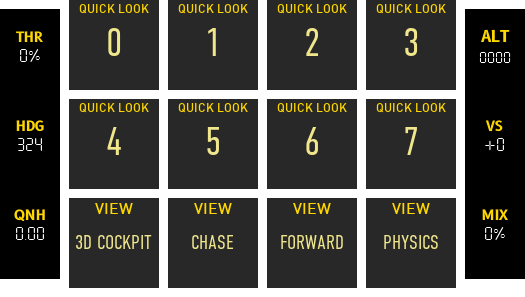 THR
0%
HDG
324
QNH
0.00
QUICK LOOK
0
QUICK LOOK
1
QUICK LOOK
2
QUICK LOOK
3
QUICK LOOK
4
QUICK LOOK
5
QUICK LOOK
6
QUICK LOOK
7
VIEW
3D COCKPIT
VIEW
CHASE
VIEW
FORWARD
VIEW
PHYSICS
ALT
0000
VS
+0
MIX
0%